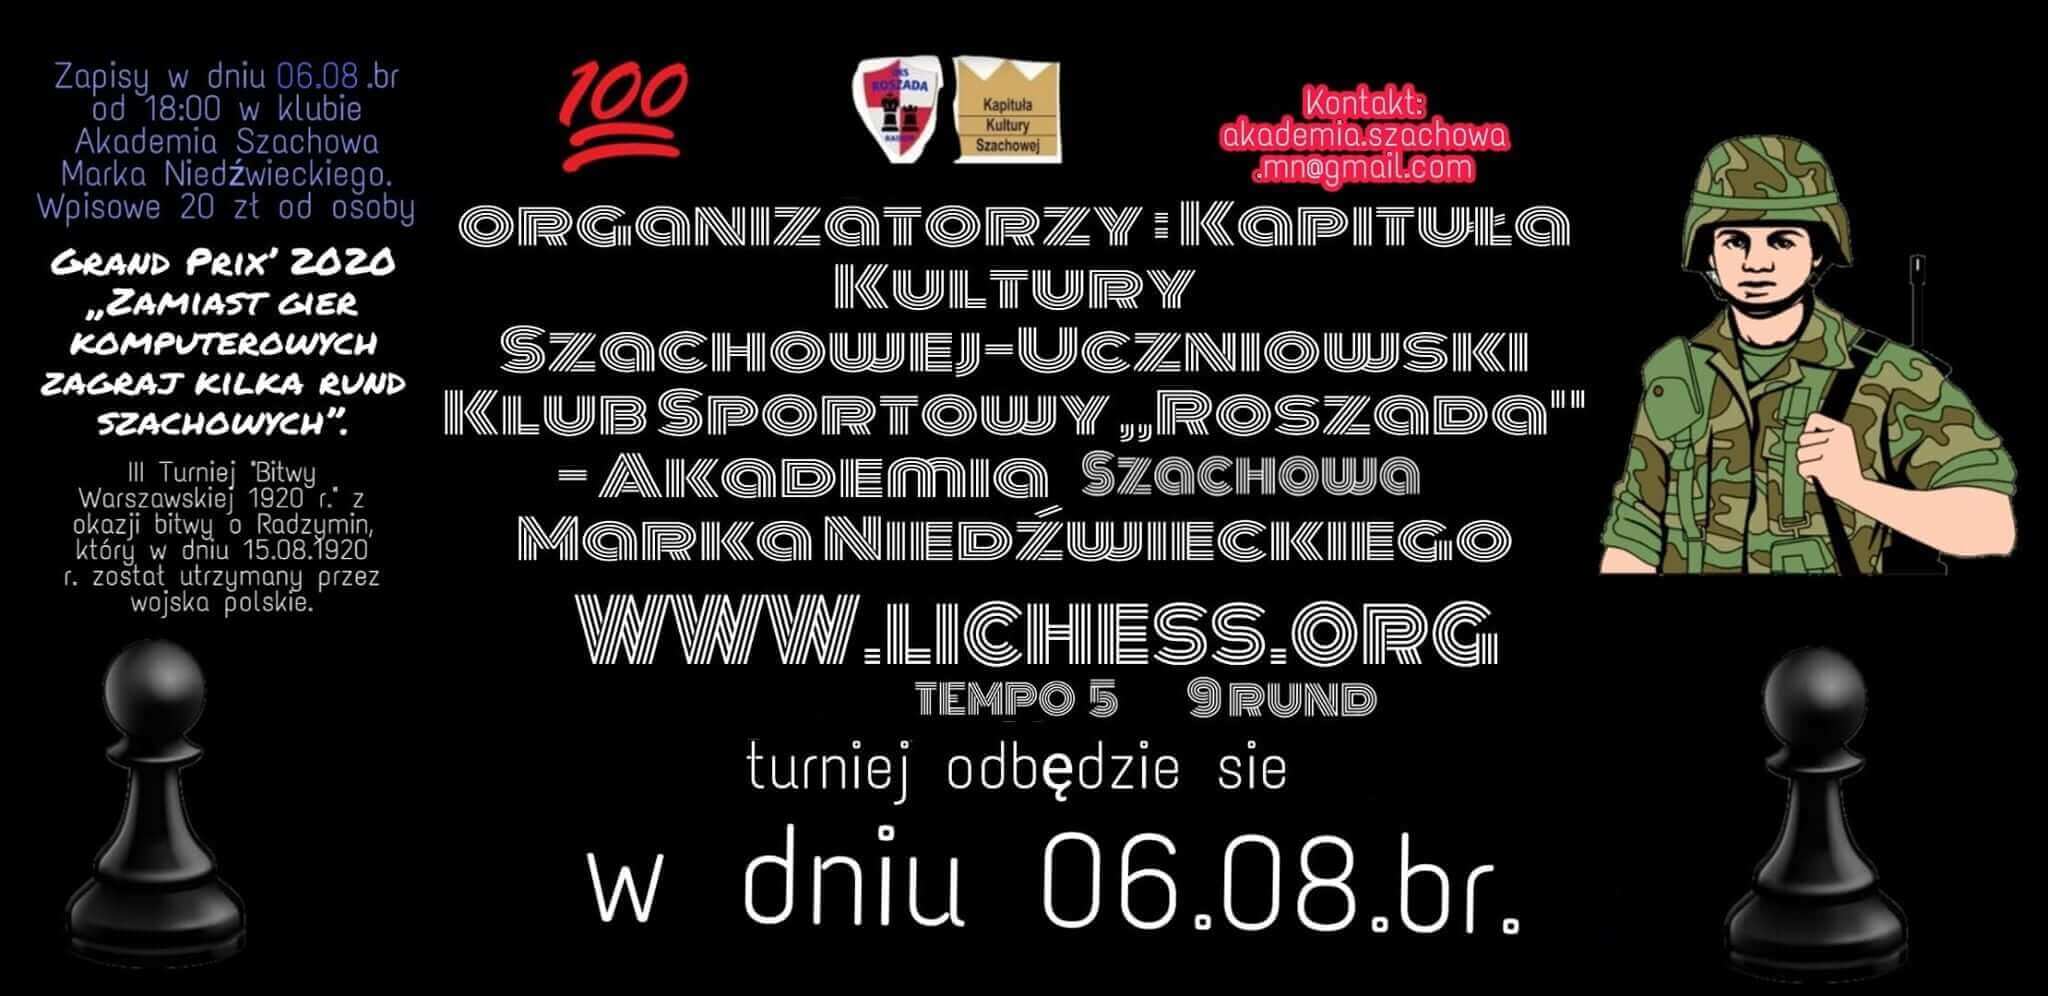 Zapisy w dniu 06.08 .br
od 18:00 w klubie
Akademia Szachowa
Marka Niedźwieckiego.
Wpisowe 20 zł od osoby
Grand Prix' 2020
„Zamiast gier
komputerowych
zagraj kilka rund
szachowych”.
III Turniej "Bitwy
Warszawskiej 1920 r." z
okazji bitwy o Radzymin,
który w dniu 15.08.1920
r. został utrzymany przez
wojska polskie.
100
UKS
ROSZADA
Kapituła
Kultury
Szachowej
Kontakt:
akademia.szachowa
.mn@gmail.com
organizatorzy : Kapituła
Kultury
Szachowej-Uczniowski
Klub Sportowy ,,Roszada""
- Akademia Szachowa
Marka Niedźwieckiego
www.lichess.org
tempo 5 9 rund
turniej odbędzie sie
w dniu 06.08.br.